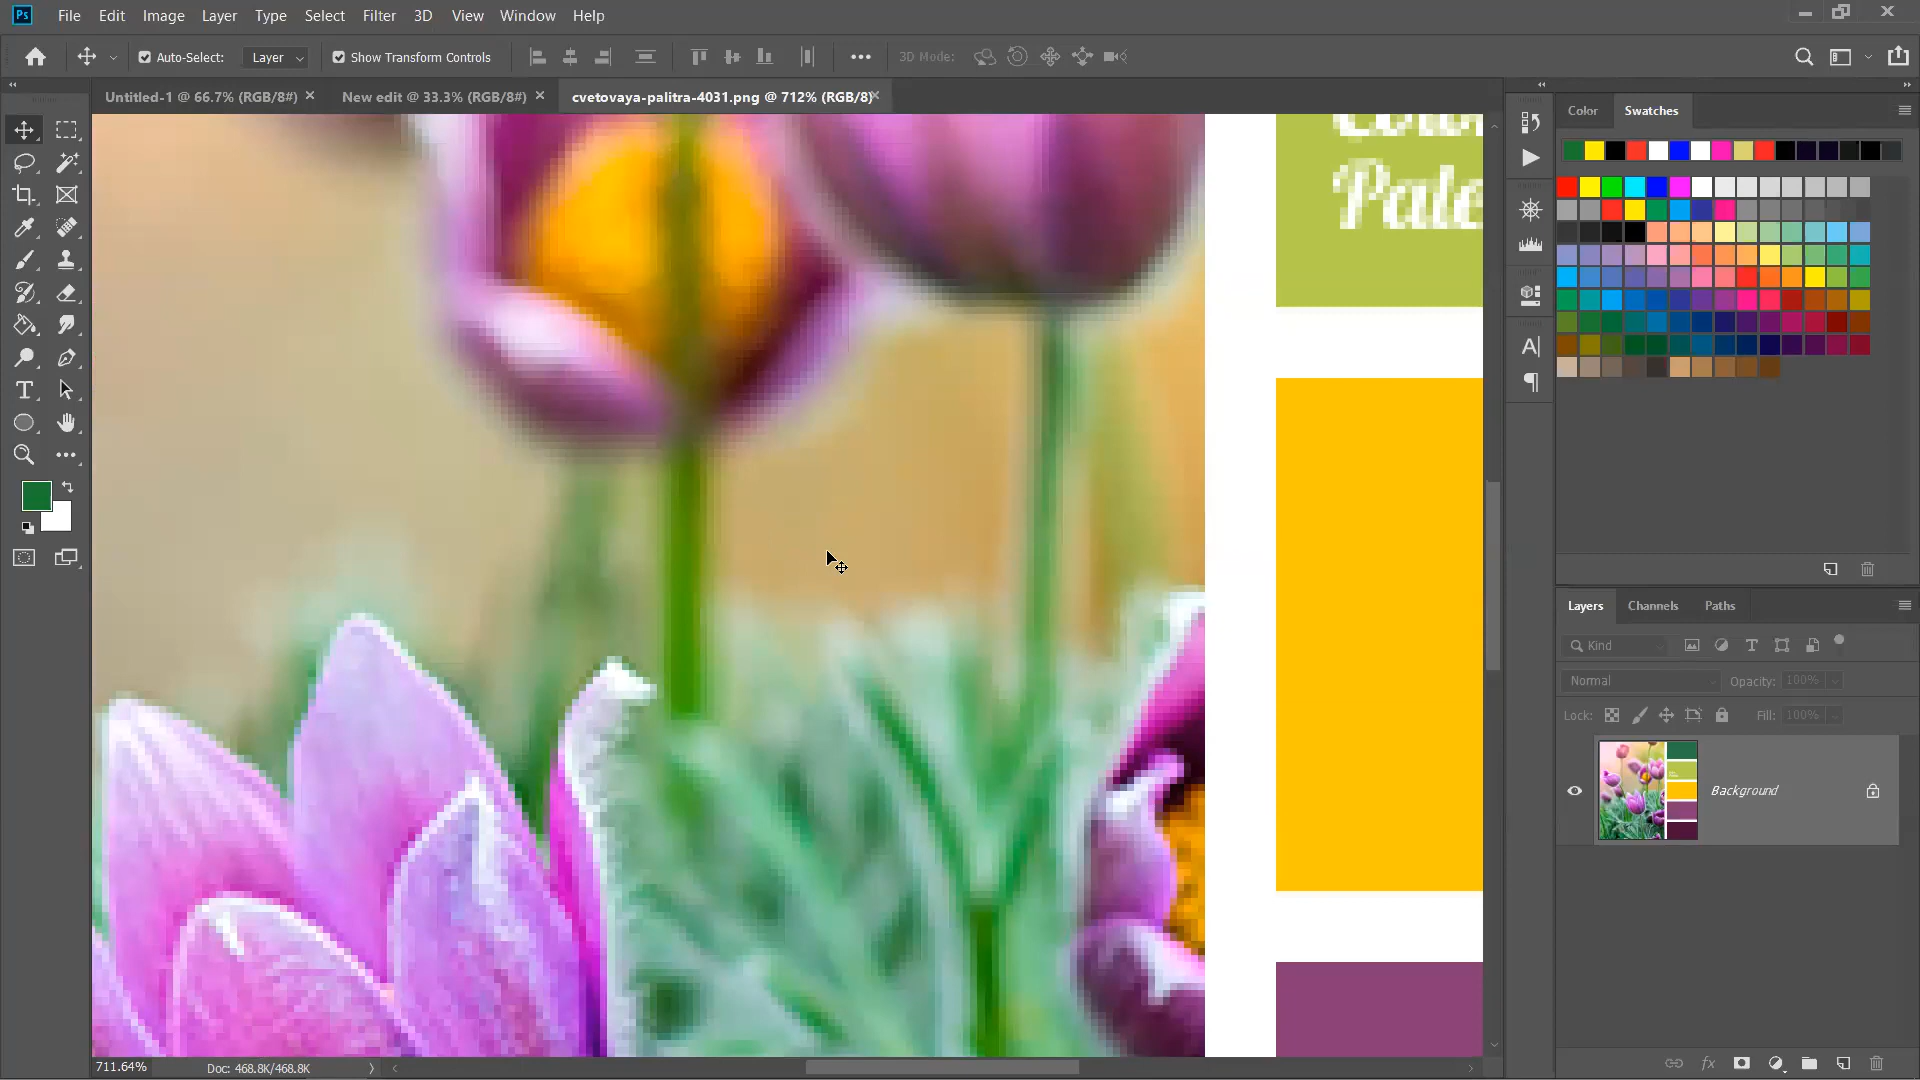 Ps File Edit Image Layer Type Select Filter 3D View Window Help
Auto-Select: Layer Show Transform Controls 3D Mode:
Untitled-1 @ 66.7% (RGB/8#) × New edit @ 33.3% (RGB/8#) × cvetovaya-palitra-4031.png @ 712% (RGB/8) ×
Color Swatches
Layers Channels Paths
Kind
Normal Opacity: 100%
Lock: Fill: 100%
Background
711.64% Doc: 468.8K/468.8K